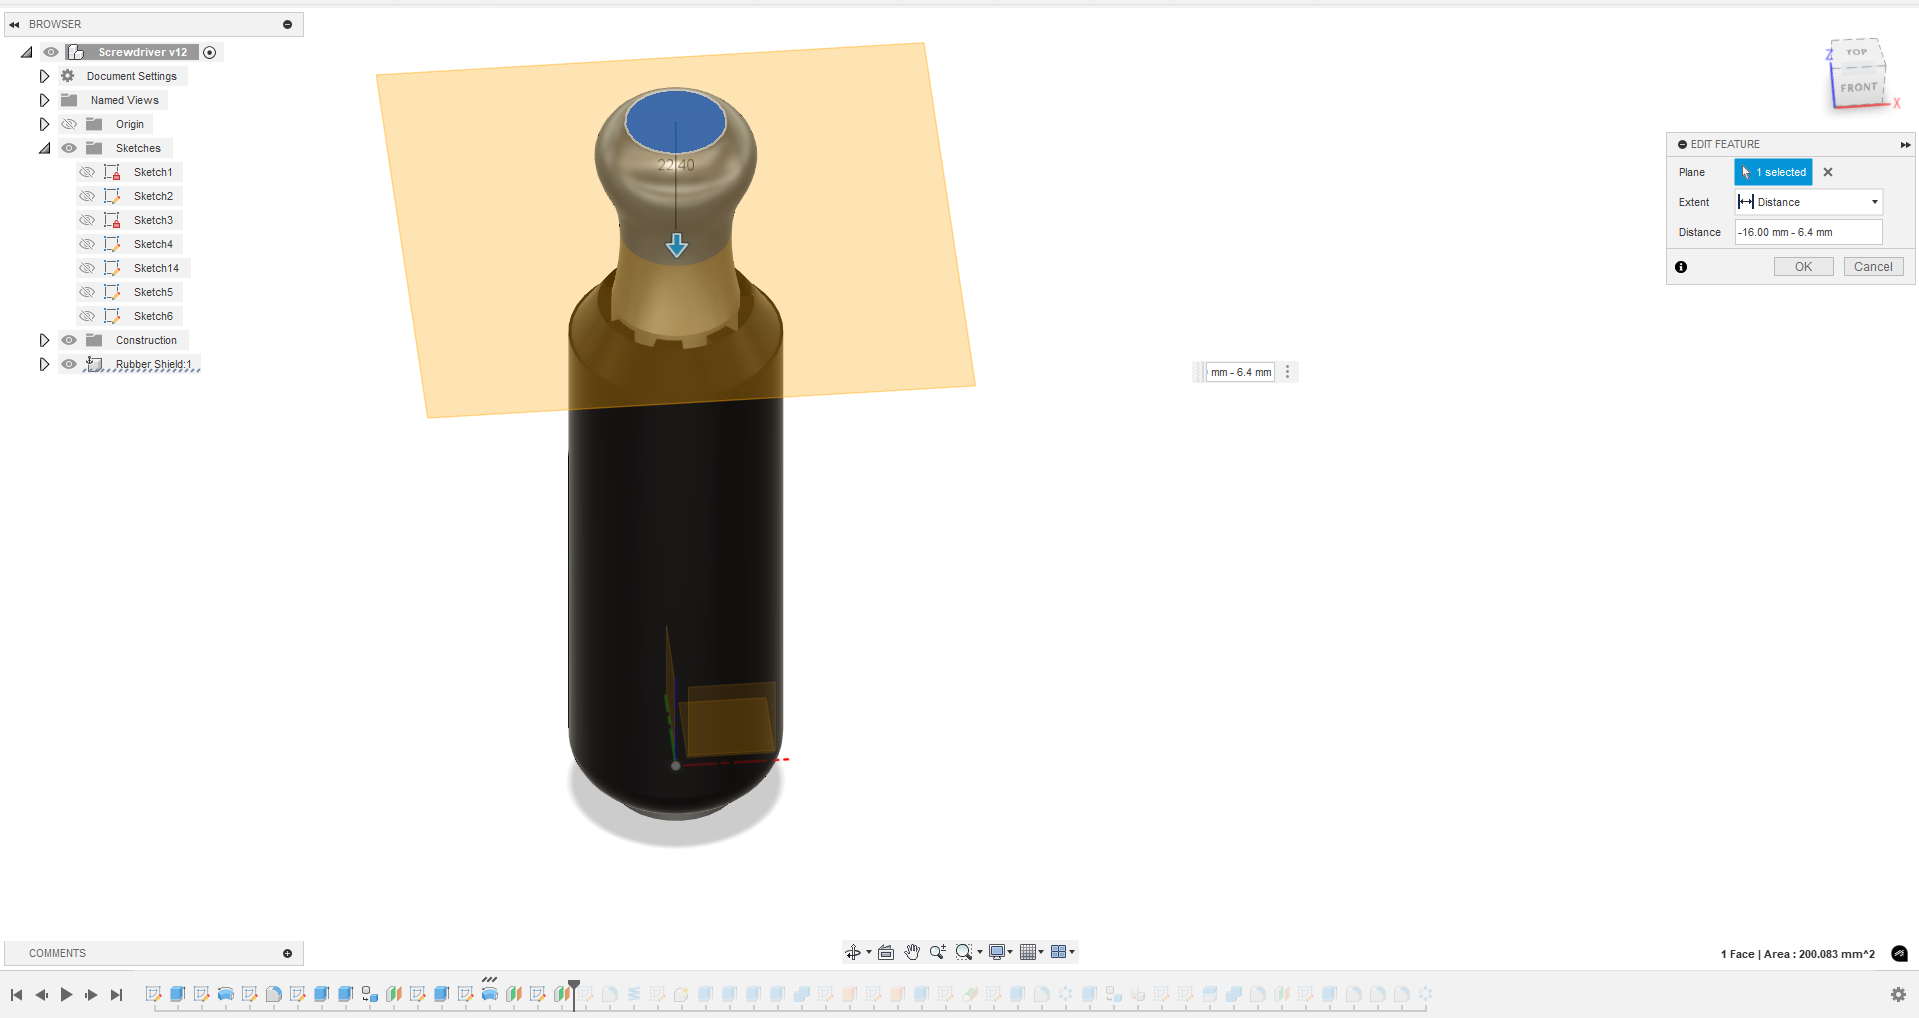 BROWSER
Screwdriver v12
Document Settings
Named Views
Origin
Sketches
Sketch1
Sketch2
Sketch3
Sketch4
Sketch14
Sketch5
Sketch6
Construction
Rubber Shield:1
22.40
TOP
FRONT
Z
X
EDIT FEATURE
Plane 1 selected
Extent Distance
Distance -16.00 mm - 6.4 mm
OK Cancel
mm - 6.4 mm
COMMENTS
1 Face | Area : 200.083 mm^2